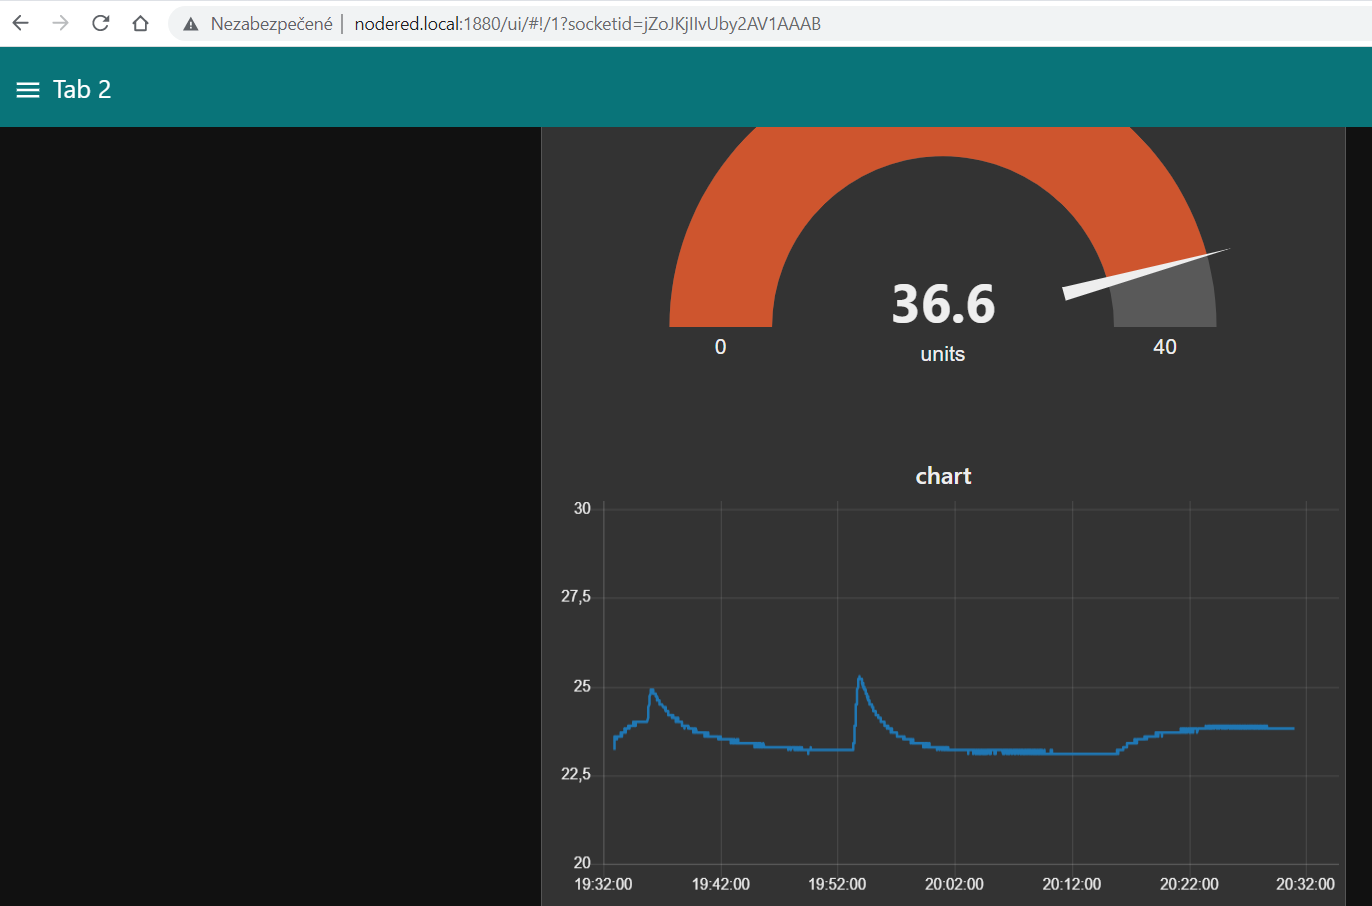 Nezabezpečené | nodered.local:1880/ui/#!/1?socketid=jZoJKjIIvUby2AV1AAAB
Tab 2
36.6
units
0
40
chart
30
27,5
25
22,5
20
19:32:00 19:42:00 19:52:00 20:02:00 20:12:00 20:22:00 20:32:00